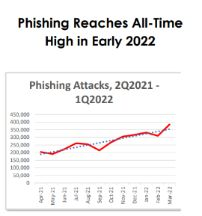 Phishing Reaches All-Time
High in Early 2022
Phishing Attacks, 2Q2021 -
1Q2022
450,000
400,000
350,000
300,000
250,000
200,000
150,000
100,000
50,000
0
Apr-21
May-21
Jun-21
Jul-21
Aug-21
Sep-21
Oct-21
Nov-21
Dec-21
Jan-22
Feb-22
Mar-22